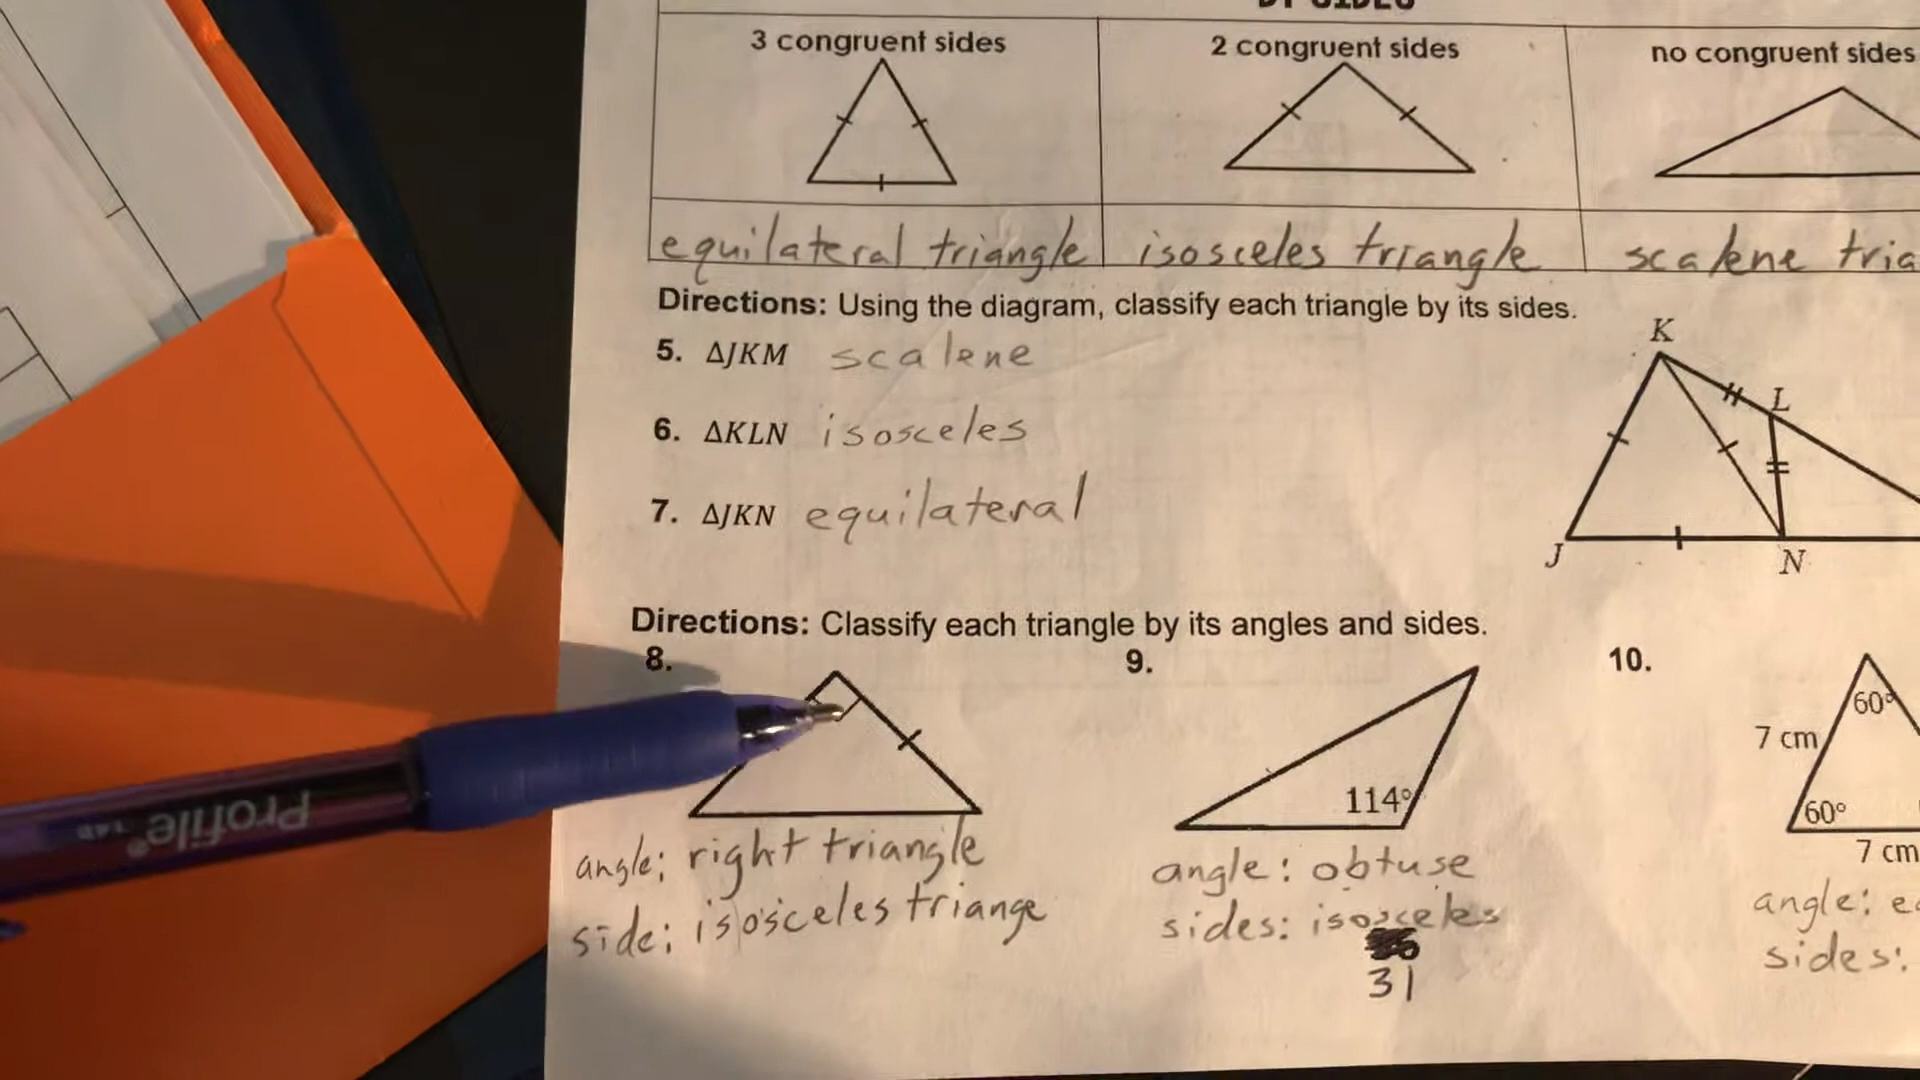 3 congruent sides
2 congruent sides
no congruent sides
equilateral triangle
isosceles triangle
scalene tria
Directions: Using the diagram, classify each triangle by its sides.
5. ΔJKM scalene
6. ΔKLN isosceles
7. ΔJKN equilateral
K
L
J
N
Directions: Classify each triangle by its angles and sides.
8.
9.
10.
60°
7 cm
114°
60°
7 cm
angle: right triangle
side: isosceles triange
angle: obtuse
sides: isosceles
31
angle:
sides:
Profile